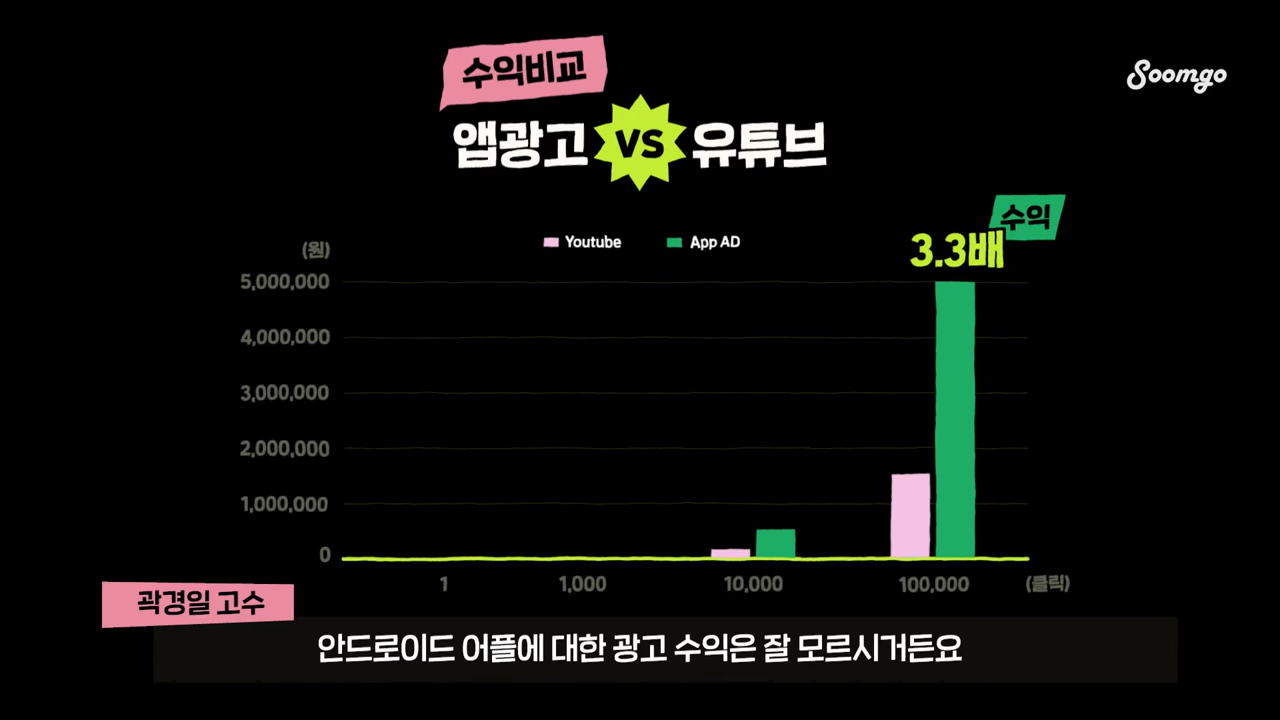 수익비교
Soomgo
앱광고 VS 유튜브
수익
3.3배
Youtube
App AD
(원)
5,000,000
4,000,000
3,000,000
2,000,000
1,000,000
0
1
1,000
10,000
100,000
(클릭)
곽경일 고수
안드로이드 어플에 대한 광고 수익은 잘 모르시거든요